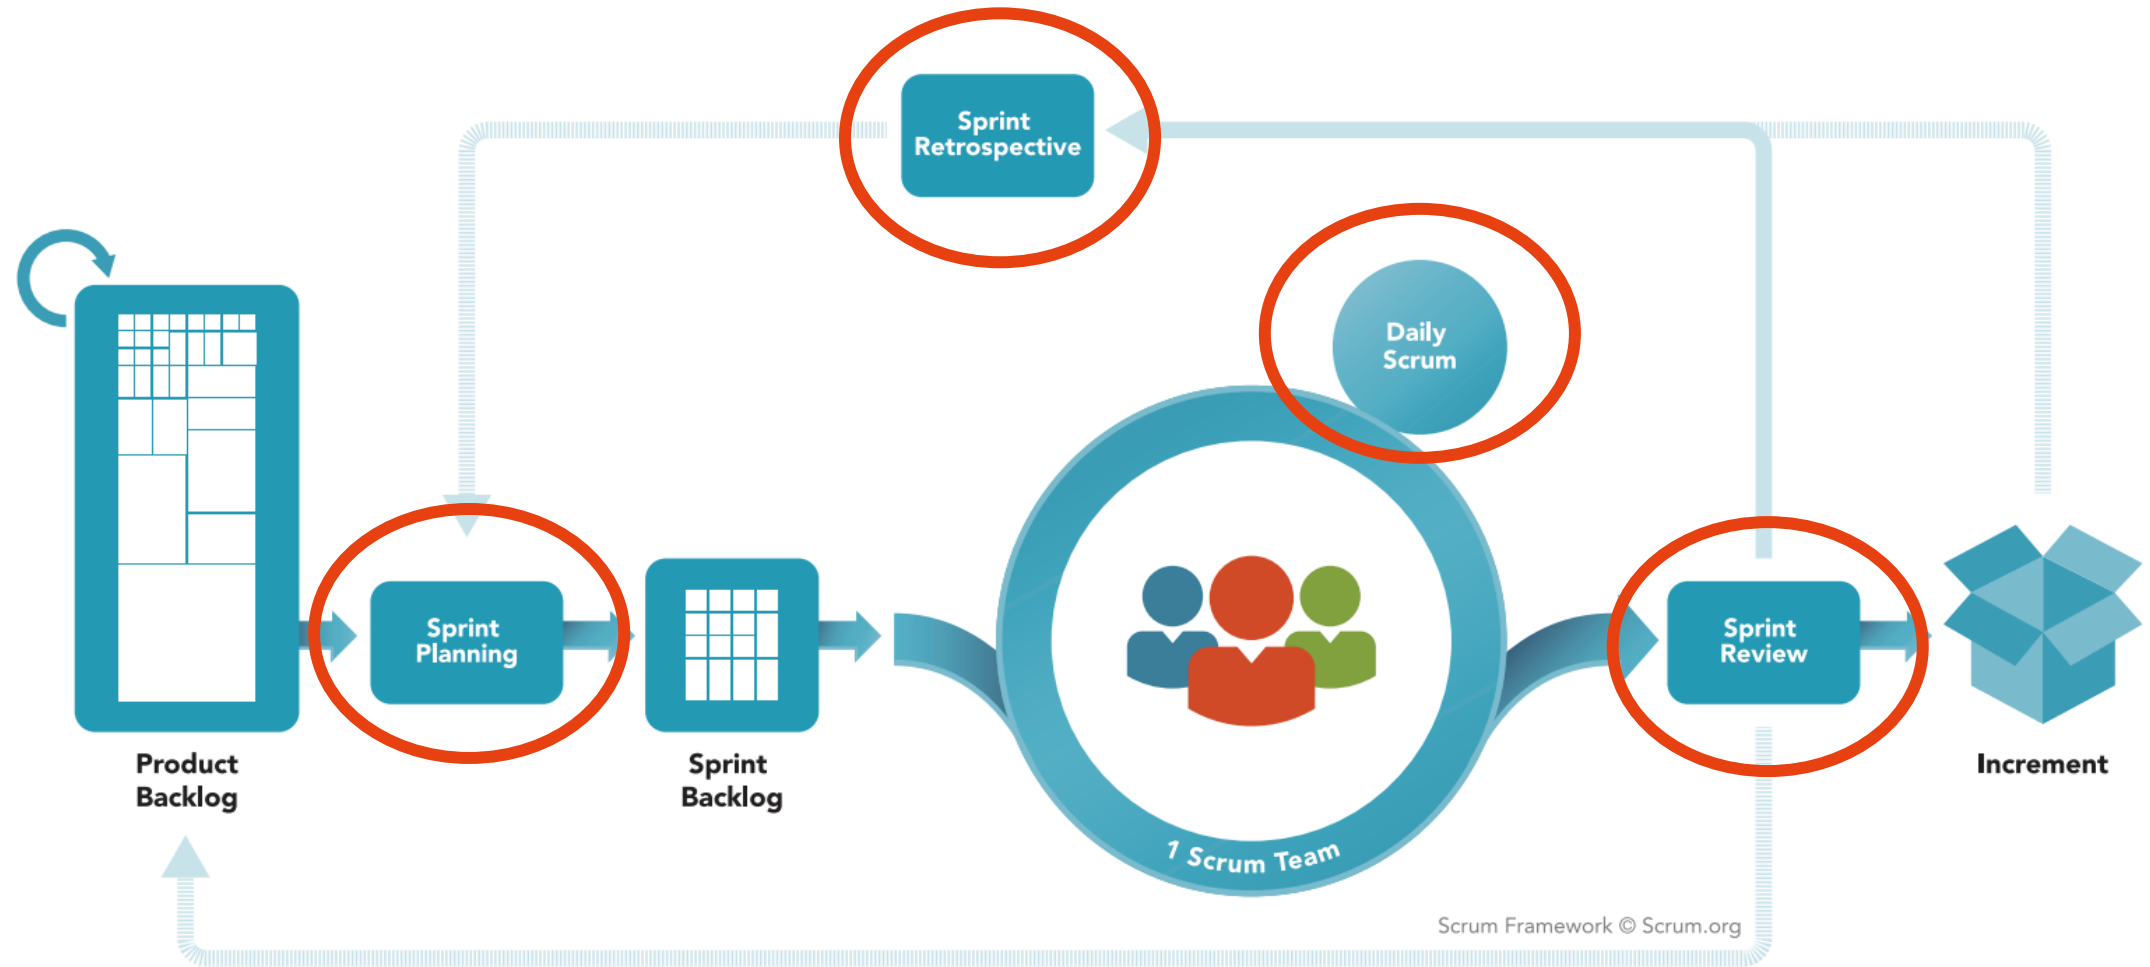 Sprint
Retrospective
Daily
Scrum
Sprint
Planning
Sprint
Review
Product
Backlog
Sprint
Backlog
Increment
1 Scrum Team
Scrum Framework © Scrum.org